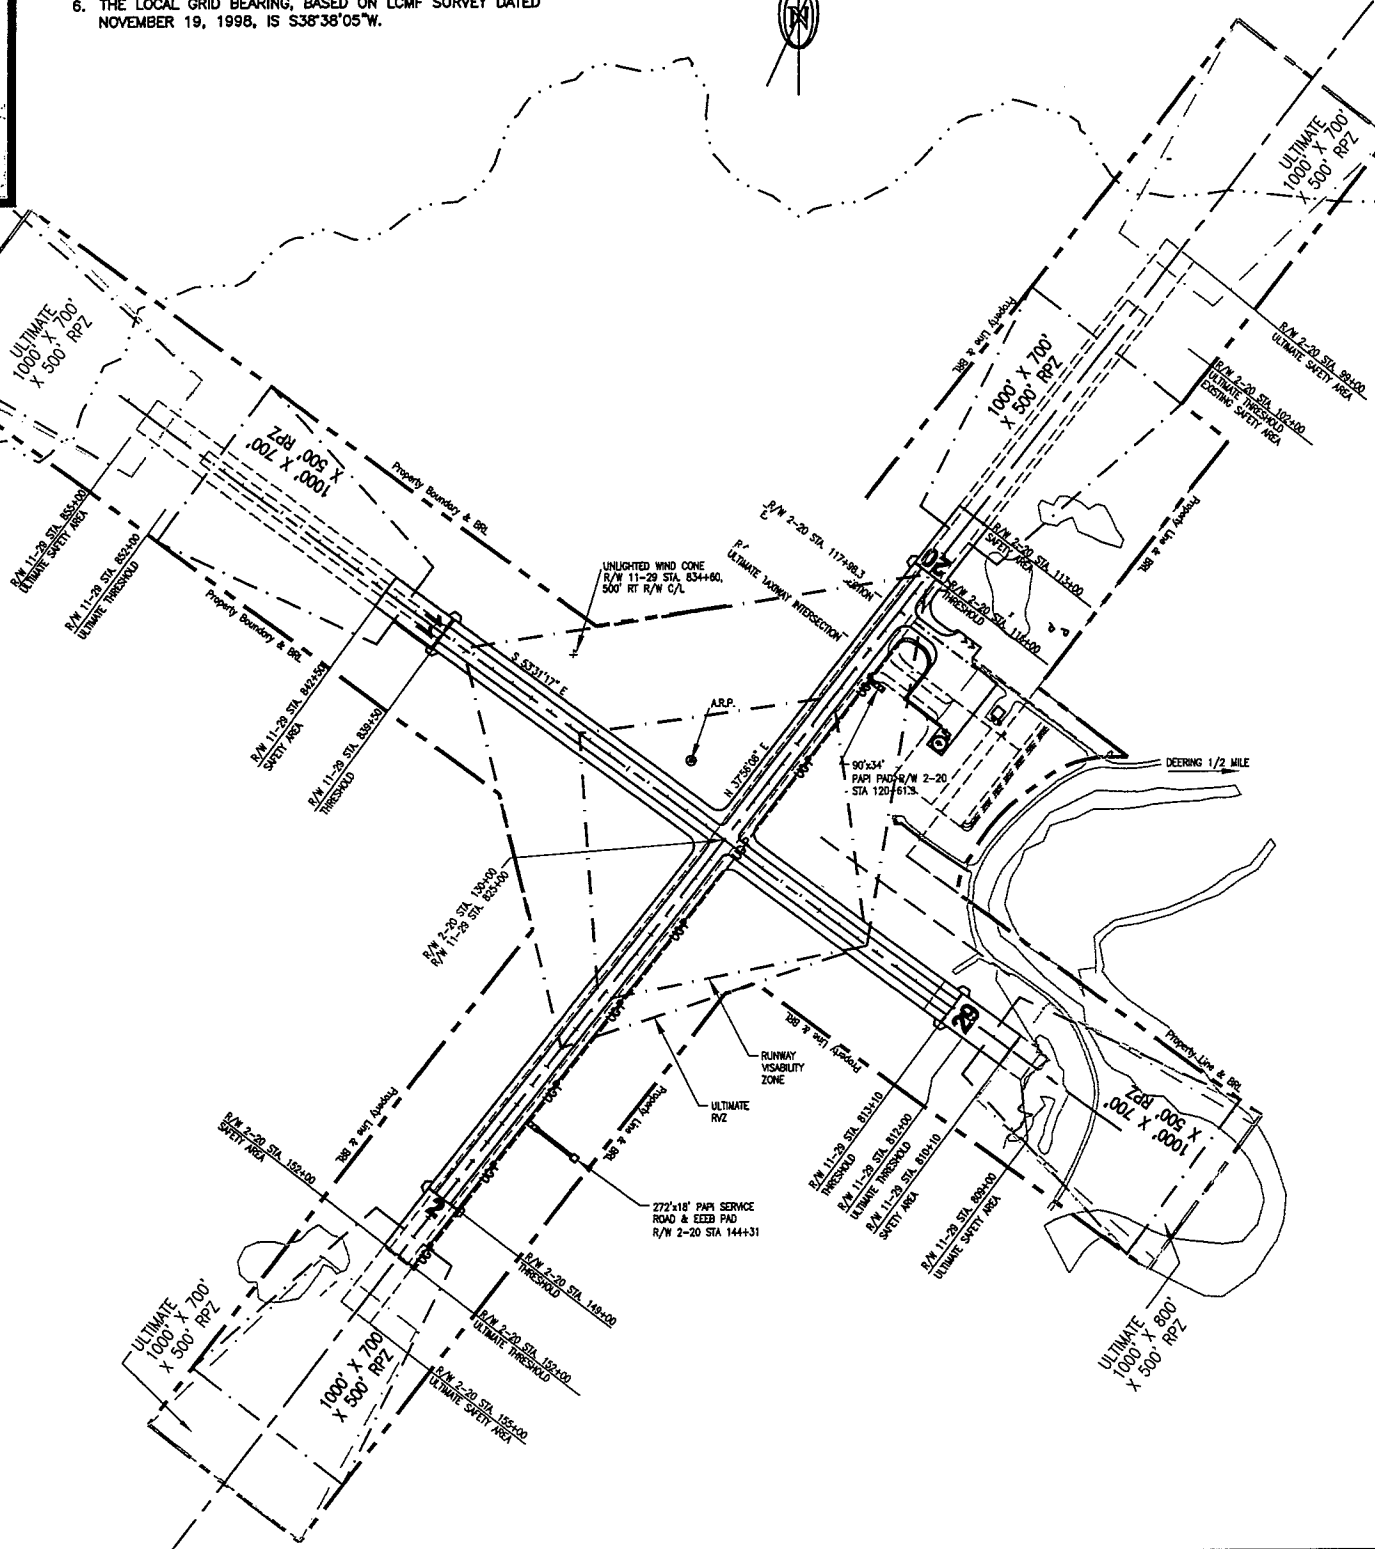 6. THE LOCAL GRID BEARING, BASED ON LCMF SURVEY DATED
NOVEMBER 19, 1998, IS S38°38'05"W.
N
ULTIMATE
1000' X 700'
X 500' RPZ
ULTIMATE
1000' X 700'
X 500' RPZ
R/W 2-20 STA. 99+00
ULTIMATE SAFETY AREA
R/W 2-20 STA. 102+00
ULTIMATE THRESHOLD
EXISTING SAFETY AREA
Property Line & BRL
1000' X 700'
X 500' RPZ
1000' X 700'
X 500' RPZ
Property Boundary & BRL
R/W 11-29 STA. 855+00
ULTIMATE SAFETY AREA
R/W 11-29 STA. 852+00
ULTIMATE THRESHOLD
Property Boundary & BRL
R/W 11-29 STA. 842+50
SAFETY AREA
R/W 11-29 STA. 839+50
THRESHOLD
UNLIGHTED WIND CONE
R/W 11-29 STA. 834+60,
500' RT R/W C/L
S 53°31'17" E
A.R.P.
N 37°56'08" E
R/W 2-20 STA. 117+98.3
ULTIMATE TAXIWAY INTERSECTION
20
R/W 2-20 STA. 113+00
SAFETY AREA
R/W 2-20 STA. 116+00
THRESHOLD
Property Line & BRL
90'x34'
PAPI PAD R/W 2-20
STA 120+61.3
DEERING 1/2 MILE
R/W 2-20 STA. 130+00
R/W 11-29 STA. 825+00
29
Property Line & BRL
Property Line & BRL
1000' X 700'
X 500' RPZ
RUNWAY
VISABILITY
ZONE
ULTIMATE
RVZ
R/W 11-29 STA. 813+10
THRESHOLD
R/W 11-29 STA. 812+00
ULTIMATE THRESHOLD
R/W 11-29 STA. 810+10
SAFETY AREA
R/W 11-29 STA. 809+00
ULTIMATE SAFETY AREA
Property Line & BRL
Property Line & BRL
R/W 2-20 STA. 152+00
SAFETY AREA
2
272'x18' PAPI SERVICE
ROAD & EEEB PAD
R/W 2-20 STA 144+31
R/W 2-20 STA. 149+00
THRESHOLD
R/W 2-20 STA. 152+00
ULTIMATE THRESHOLD
R/W 2-20 STA. 155+00
ULTIMATE SAFETY AREA
ULTIMATE
1000' X 700'
X 500' RPZ
1000' X 700'
X 500' RPZ
ULTIMATE
1000' X 800'
X 500' RPZ